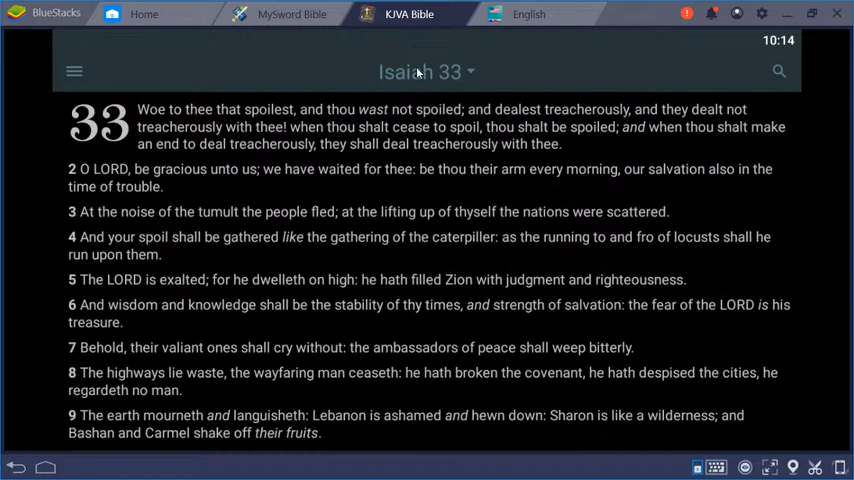 BlueStacks Home MySword Bible KJVA Bible English
10:14
Isaiah 33
33 Woe to thee that spoilest, and thou wast not spoiled; and dealest treacherously, and they dealt not
treacherously with thee! when thou shalt cease to spoil, thou shalt be spoiled; and when thou shalt make
an end to deal treacherously, they shall deal treacherously with thee.
2 O LORD, be gracious unto us; we have waited for thee: be thou their arm every morning, our salvation also in the
time of trouble.
3 At the noise of the tumult the people fled; at the lifting up of thyself the nations were scattered.
4 And your spoil shall be gathered like the gathering of the caterpiller: as the running to and fro of locusts shall he
run upon them.
5 The LORD is exalted; for he dwelleth on high: he hath filled Zion with judgment and righteousness.
6 And wisdom and knowledge shall be the stability of thy times, and strength of salvation: the fear of the LORD is his
treasure.
7 Behold, their valiant ones shall cry without: the ambassadors of peace shall weep bitterly.
8 The highways lie waste, the wayfaring man ceaseth: he hath broken the covenant, he hath despised the cities, he
regardeth no man.
9 The earth mourneth and languisheth: Lebanon is ashamed and hewn down: Sharon is like a wilderness; and
Bashan and Carmel shake off their fruits.